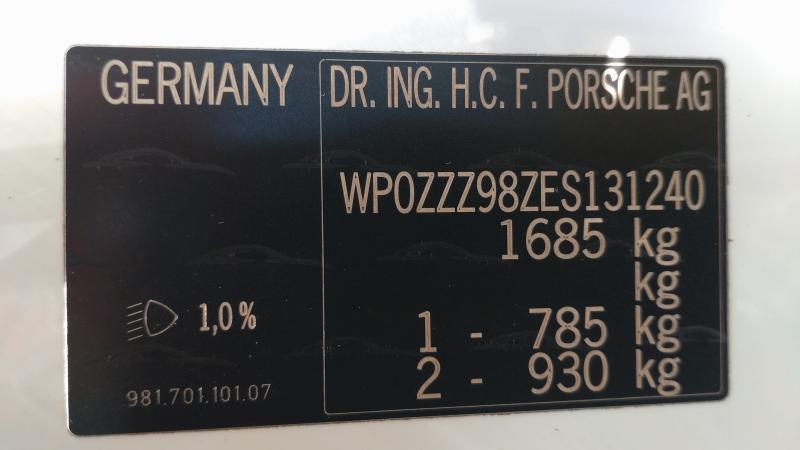 GERMANY
DR. ING. H.C. F. PORSCHE AG
WP0ZZZ98ZES131240
1685 kg
kg
1 - 785 kg
2 - 930 kg
1,0 %
981.701.101.07